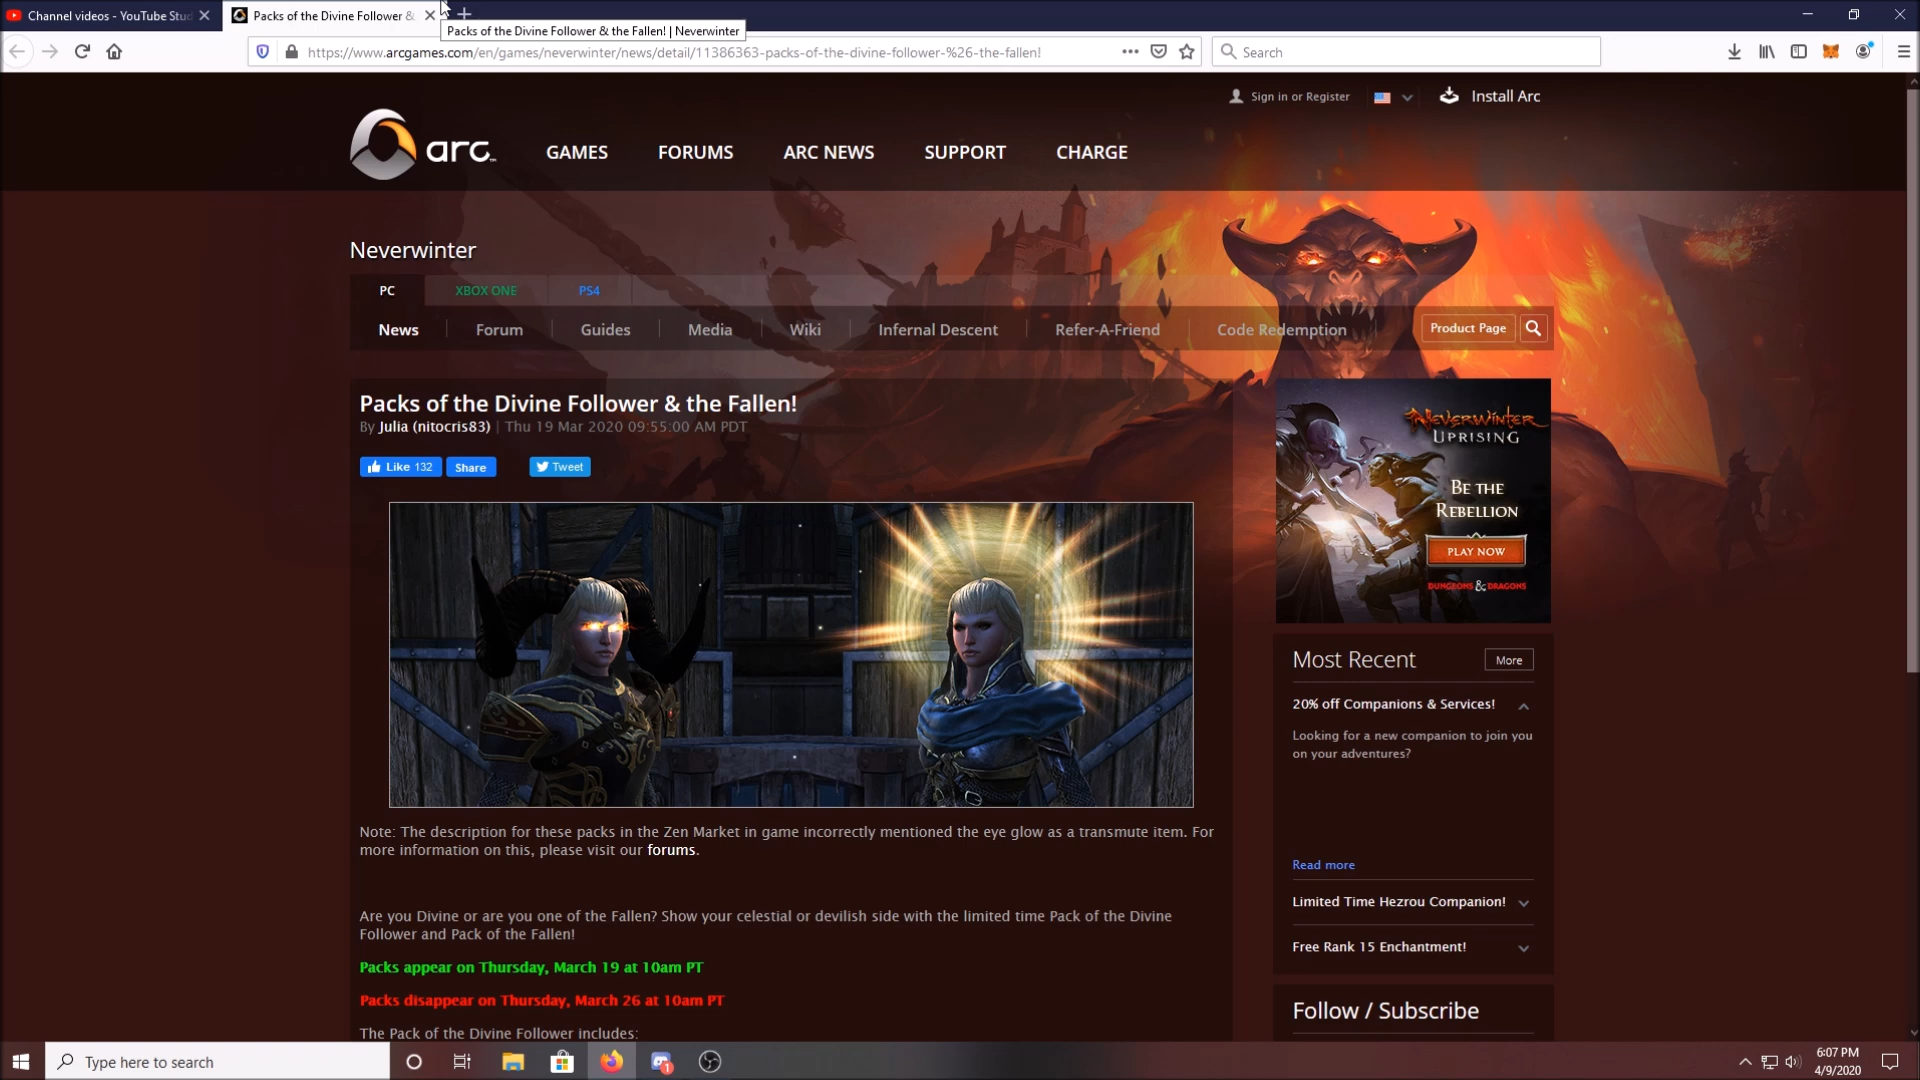 Channel videos - YouTube Stud
Packs of the Divine Follower &
Packs of the Divine Follower & the Fallen! | Neverwinter
https://www.arcgames.com/en/games/neverwinter/news/detail/11386363-packs-of-the-divine-follower-%26-the-fallen!
Search
Sign in or Register
Install Arc
arc
GAMES
FORUMS
ARC NEWS
SUPPORT
CHARGE
Neverwinter
PC
XBOX ONE
PS4
News
Forum
Guides
Media
Wiki
Infernal Descent
Refer-A-Friend
Code Redemption
Product Page
Packs of the Divine Follower & the Fallen!
By Julia (nitocris83) | Thu 19 Mar 2020 09:55:00 AM PDT
Like 132
Share
Tweet
Note: The description for these packs in the Zen Market in game incorrectly mentioned the eye glow as a transmute item. For
more information on this, please visit our forums.
Are you Divine or are you one of the Fallen? Show your celestial or devilish side with the limited time Pack of the Divine
Follower and Pack of the Fallen!
Packs appear on Thursday, March 19 at 10am PT
Packs disappear on Thursday, March 26 at 10am PT
The Pack of the Divine Follower includes:
NEVERWINTER
UPRISING
BE THE
REBELLION
PLAY NOW
DUNGEONS & DRAGONS
Most Recent
More
20% off Companions & Services!
Looking for a new companion to join you
on your adventures?
Read more
Limited Time Hezrou Companion!
Free Rank 15 Enchantment!
Follow / Subscribe
Type here to search
1
6:07 PM
4/9/2020